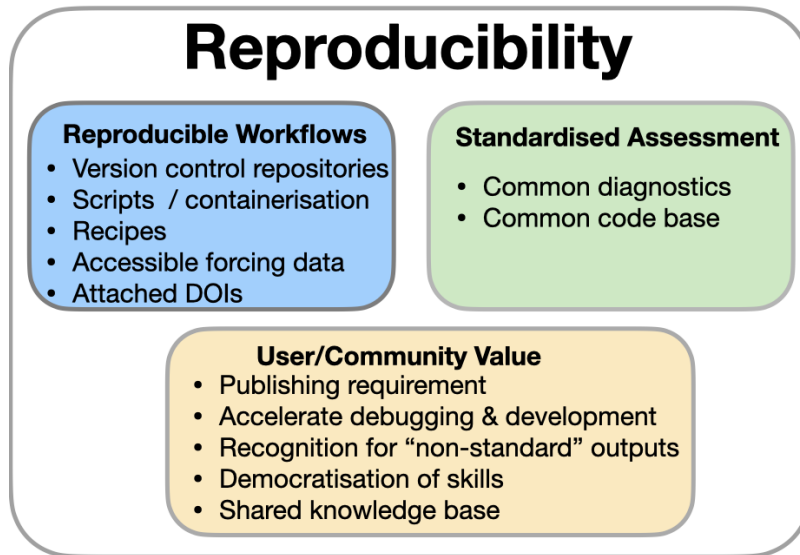 Reproducibility
Reproducible Workflows
• Version control repositories
• Scripts / containerisation
• Recipes
• Accessible forcing data
• Attached DOIs
Standardised Assessment
• Common diagnostics
• Common code base
User/Community Value
• Publishing requirement
• Accelerate debugging & development
• Recognition for “non-standard” outputs
• Democratisation of skills
• Shared knowledge base